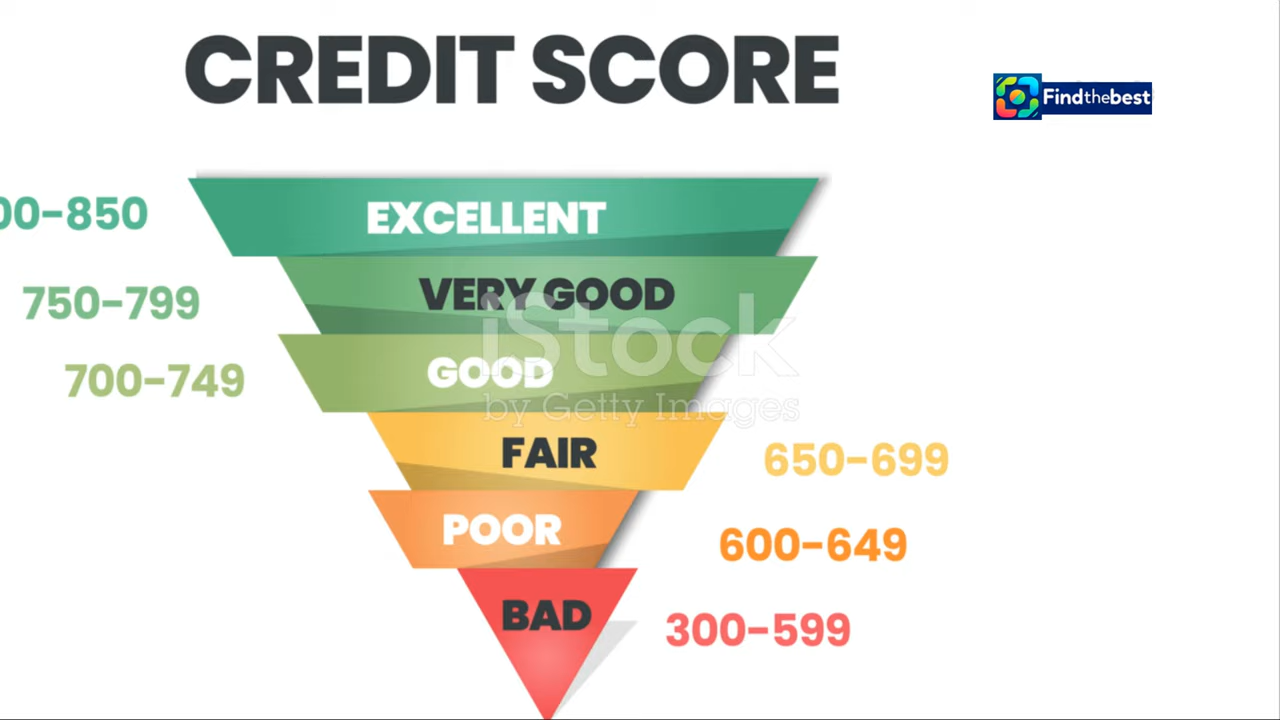 CREDIT SCORE
Findthebest
00-850
EXCELLENT
750-799
VERY GOOD
iStock
700-749
GOOD
by Getty Images
FAIR
650-699
POOR
600-649
BAD
300-599